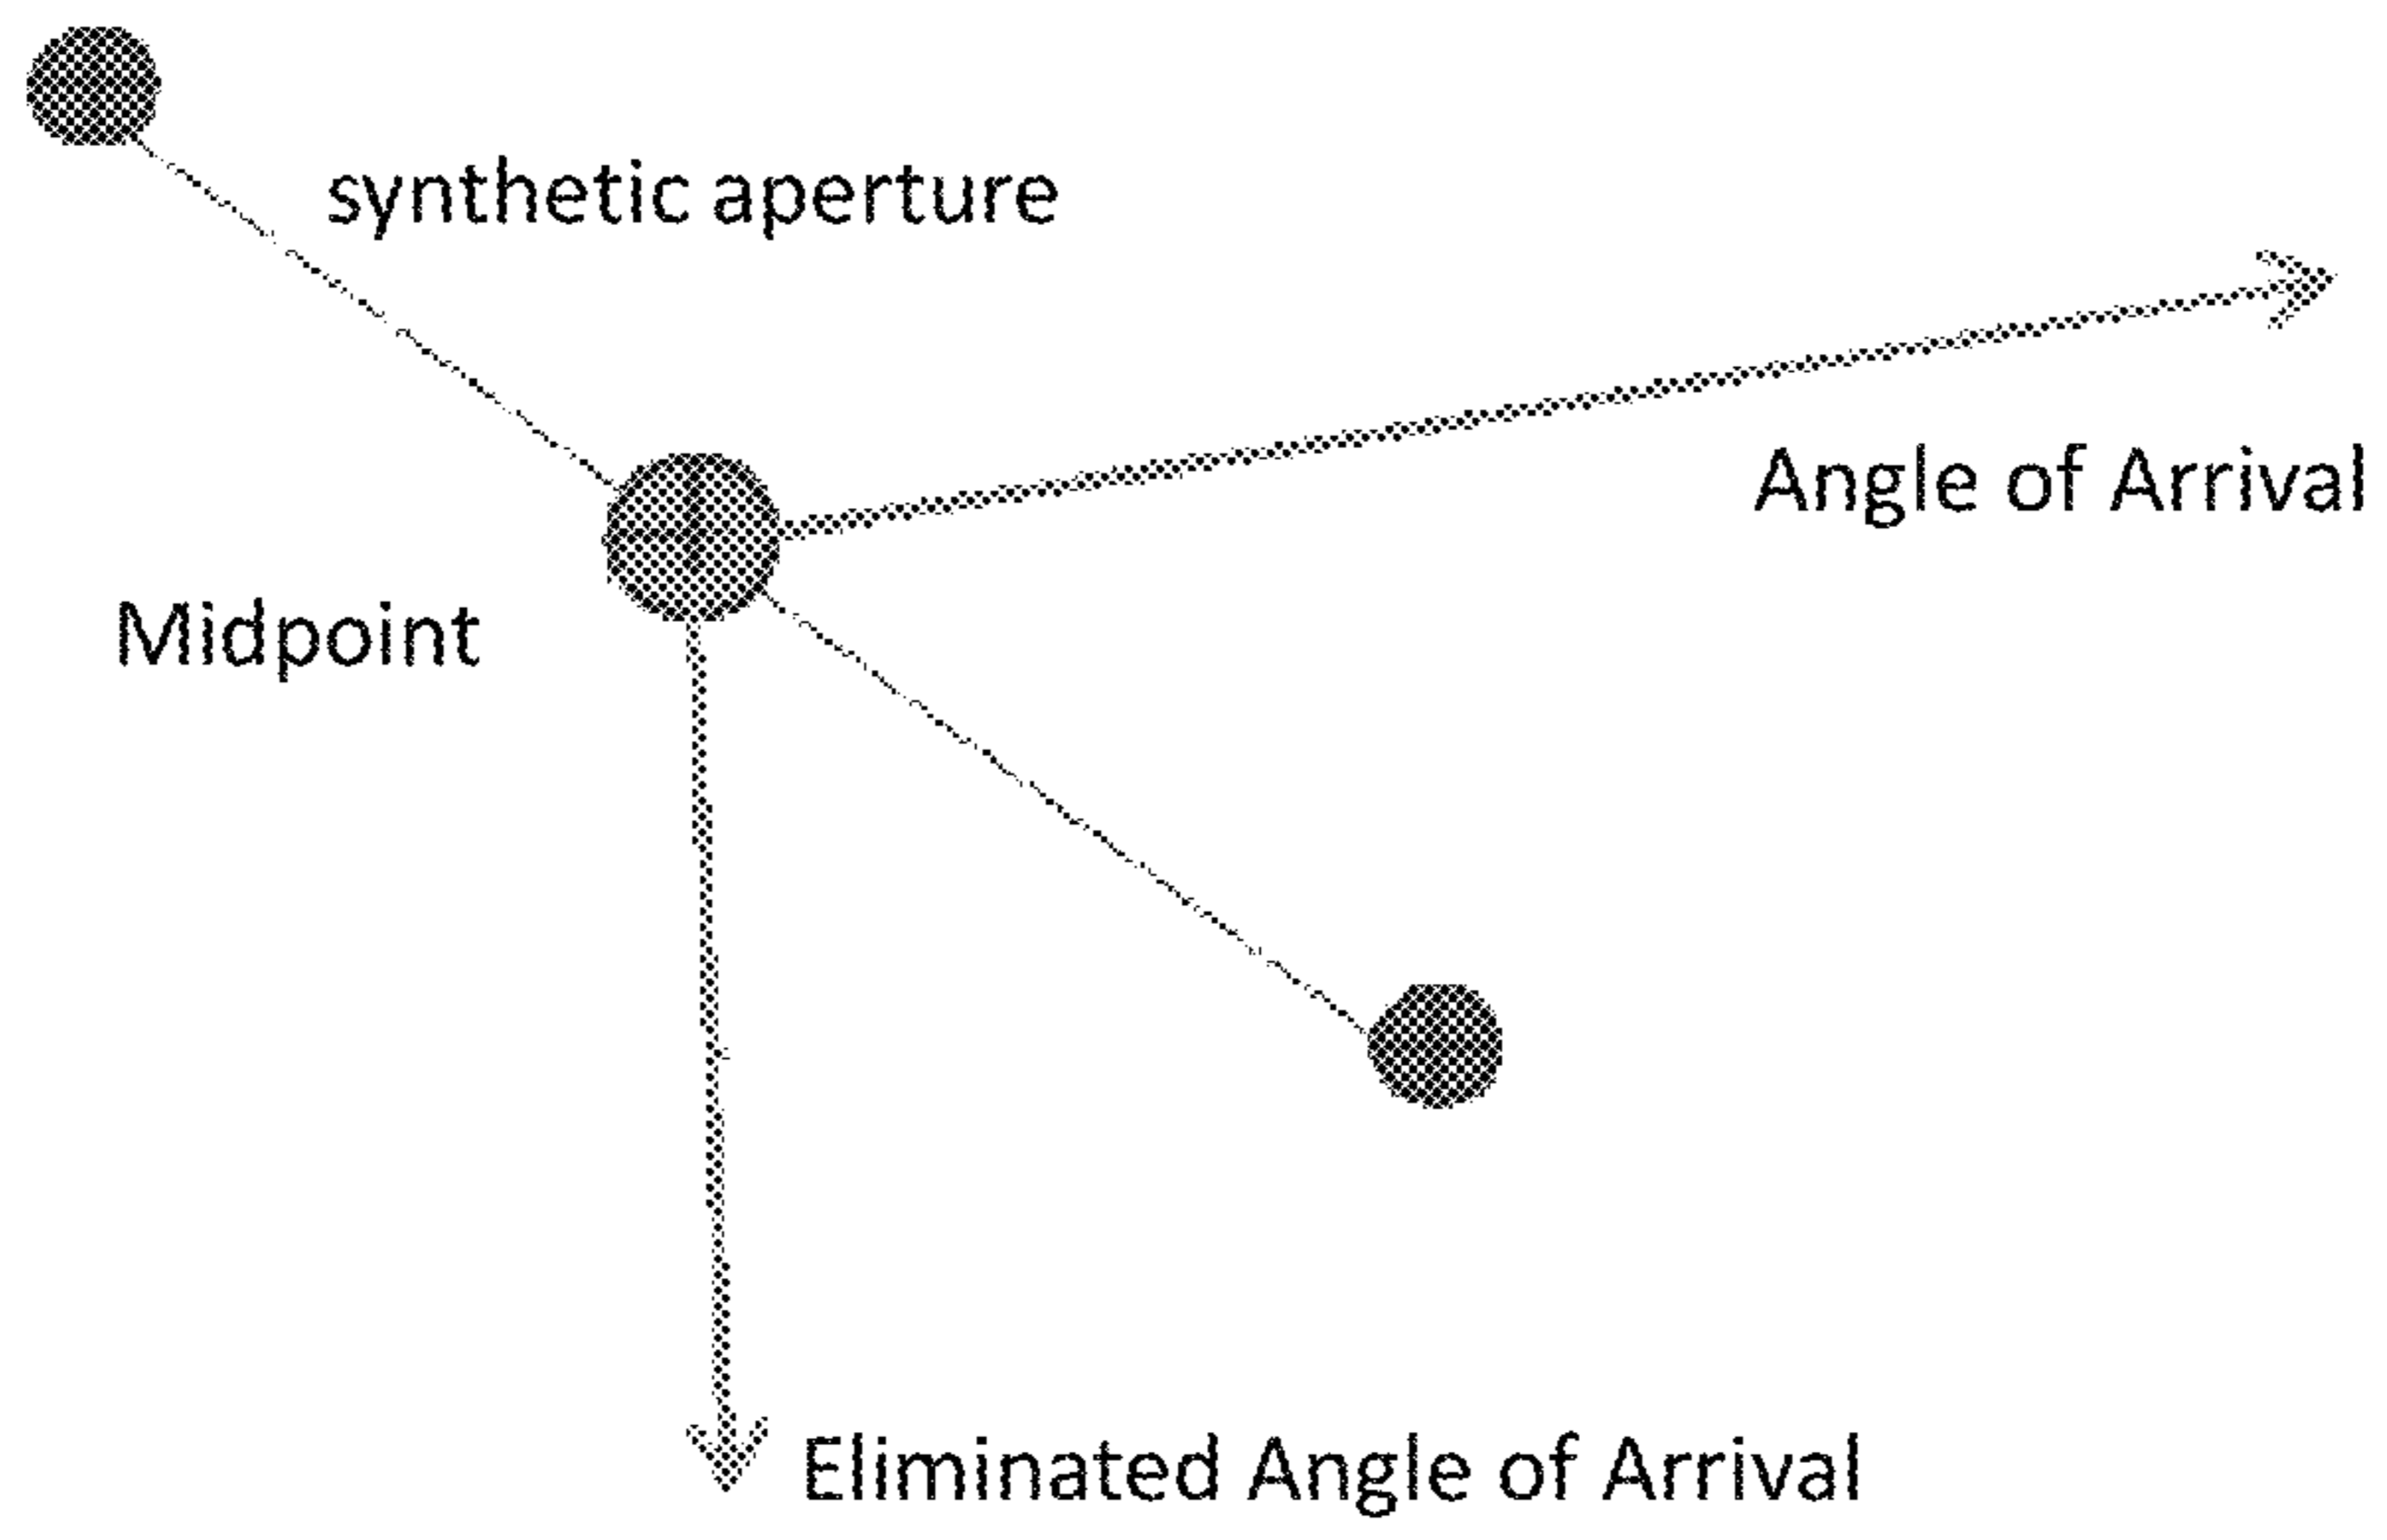 synthetic aperture
Angle of Arrival
Midpoint
Eliminated Angle of Arrival